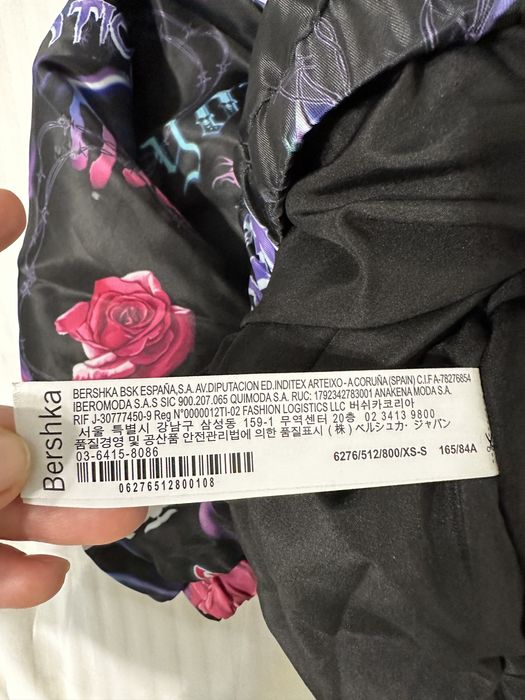 Bershka
BERSHKA BSK ESPAÑA,S.A. AV.DIPUTACION ED.INDITEX ARTEIXO - A CORUÑA (SPAIN) C.I.F A-78276854
IBEROMODA S.A.S SIC 900.207.065 QUIMODA S.A. RUC: 1792342783001 ANAKENA MODA S.A.
RIF J-307777450-9 Reg N°0000012TI-02 FASHION LOGISTICS LLC 버쉬카코리아
서울 특별시 강남구 삼성동 159-1 무역센터 20층 02 3413 9800
품질경영 및 공산품 안전관리법에 의한 품질표시 (株) ベルシュカ・ジャパン
03-6415-8086
6276/512/800/XS-S 165/84A
06276512800108